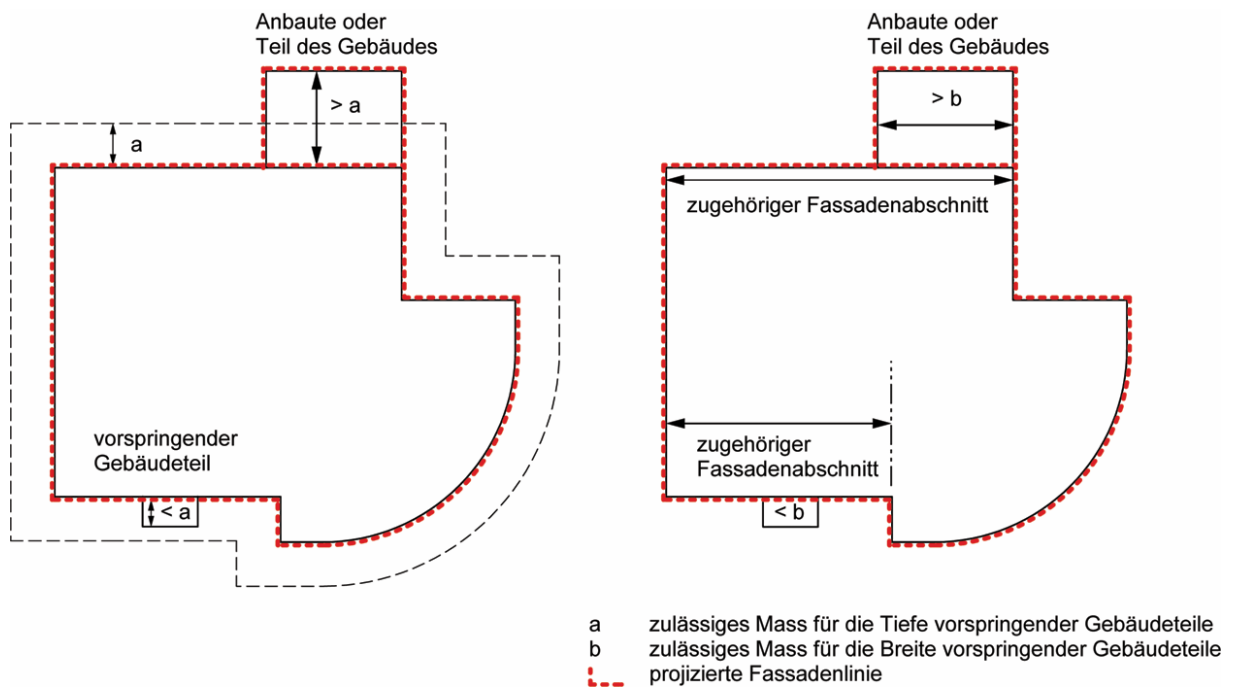 Anbaute oder
Teil des Gebäudes
> a
a
vorspringender
Gebäudeteil
< a
Anbaute oder
Teil des Gebäudes
> b
zugehöriger Fassadenabschnitt
zugehöriger
Fassadenabschnitt
< b
a zulässiges Mass für die Tiefe vorspringender Gebäudeteile
b zulässiges Mass für die Breite vorspringender Gebäudeteile
projizierte Fassadenlinie